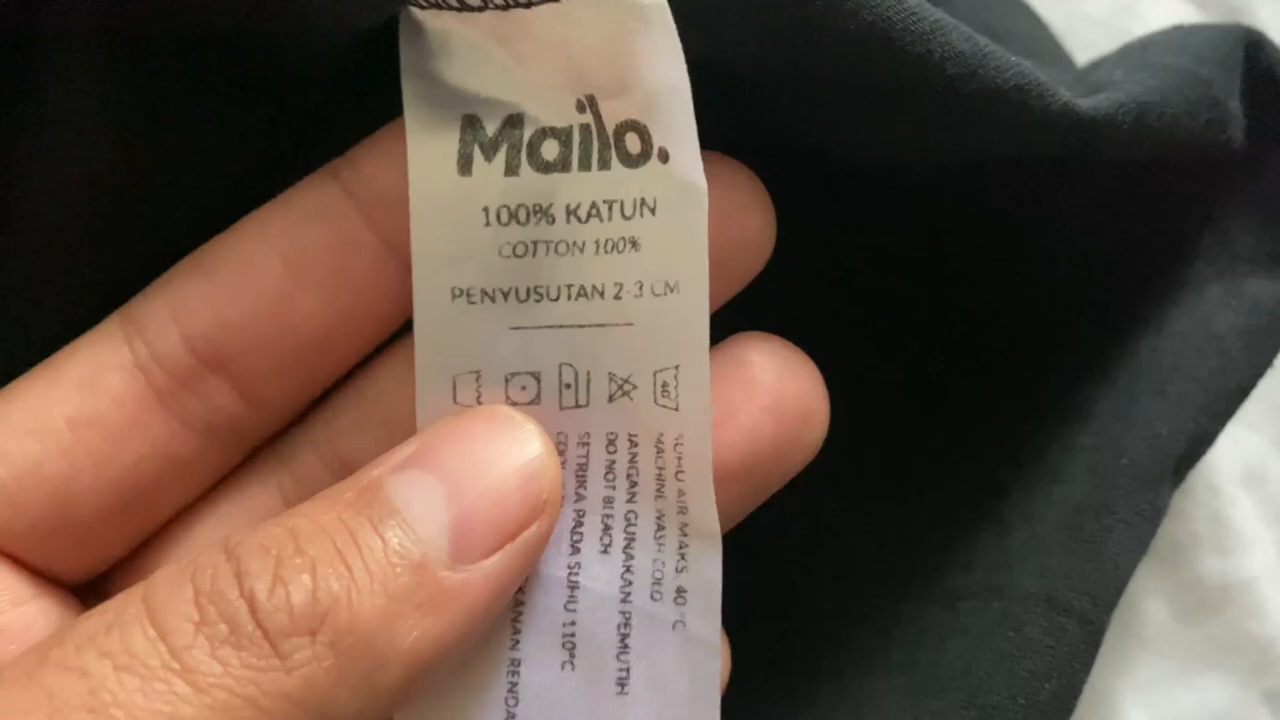 Mailo.
100% KATUN
COTTON 100%
PENYUSUTAN 2-3 CM
40
SUHU AIR MAKS. 40 °C
MACHINE WASH COLD
JANGAN GUNAKAN PEMUTIH
DO NOT BLEACH
SETRIKA PADA SUHU 110°C